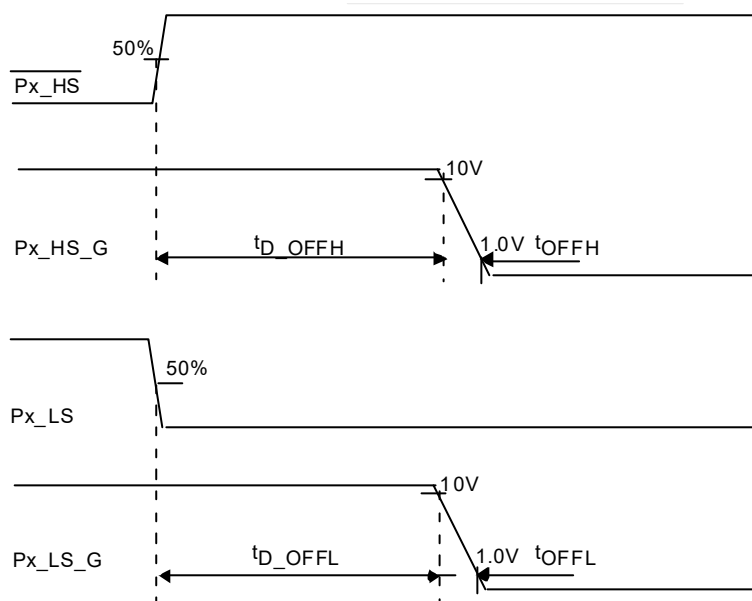 50%
Px_HS
10V
Px_HS_G
tD_OFFH
1.0V tOFFH
50%
Px_LS
10V
Px_LS_G
tD_OFFL
1.0V tOFFL